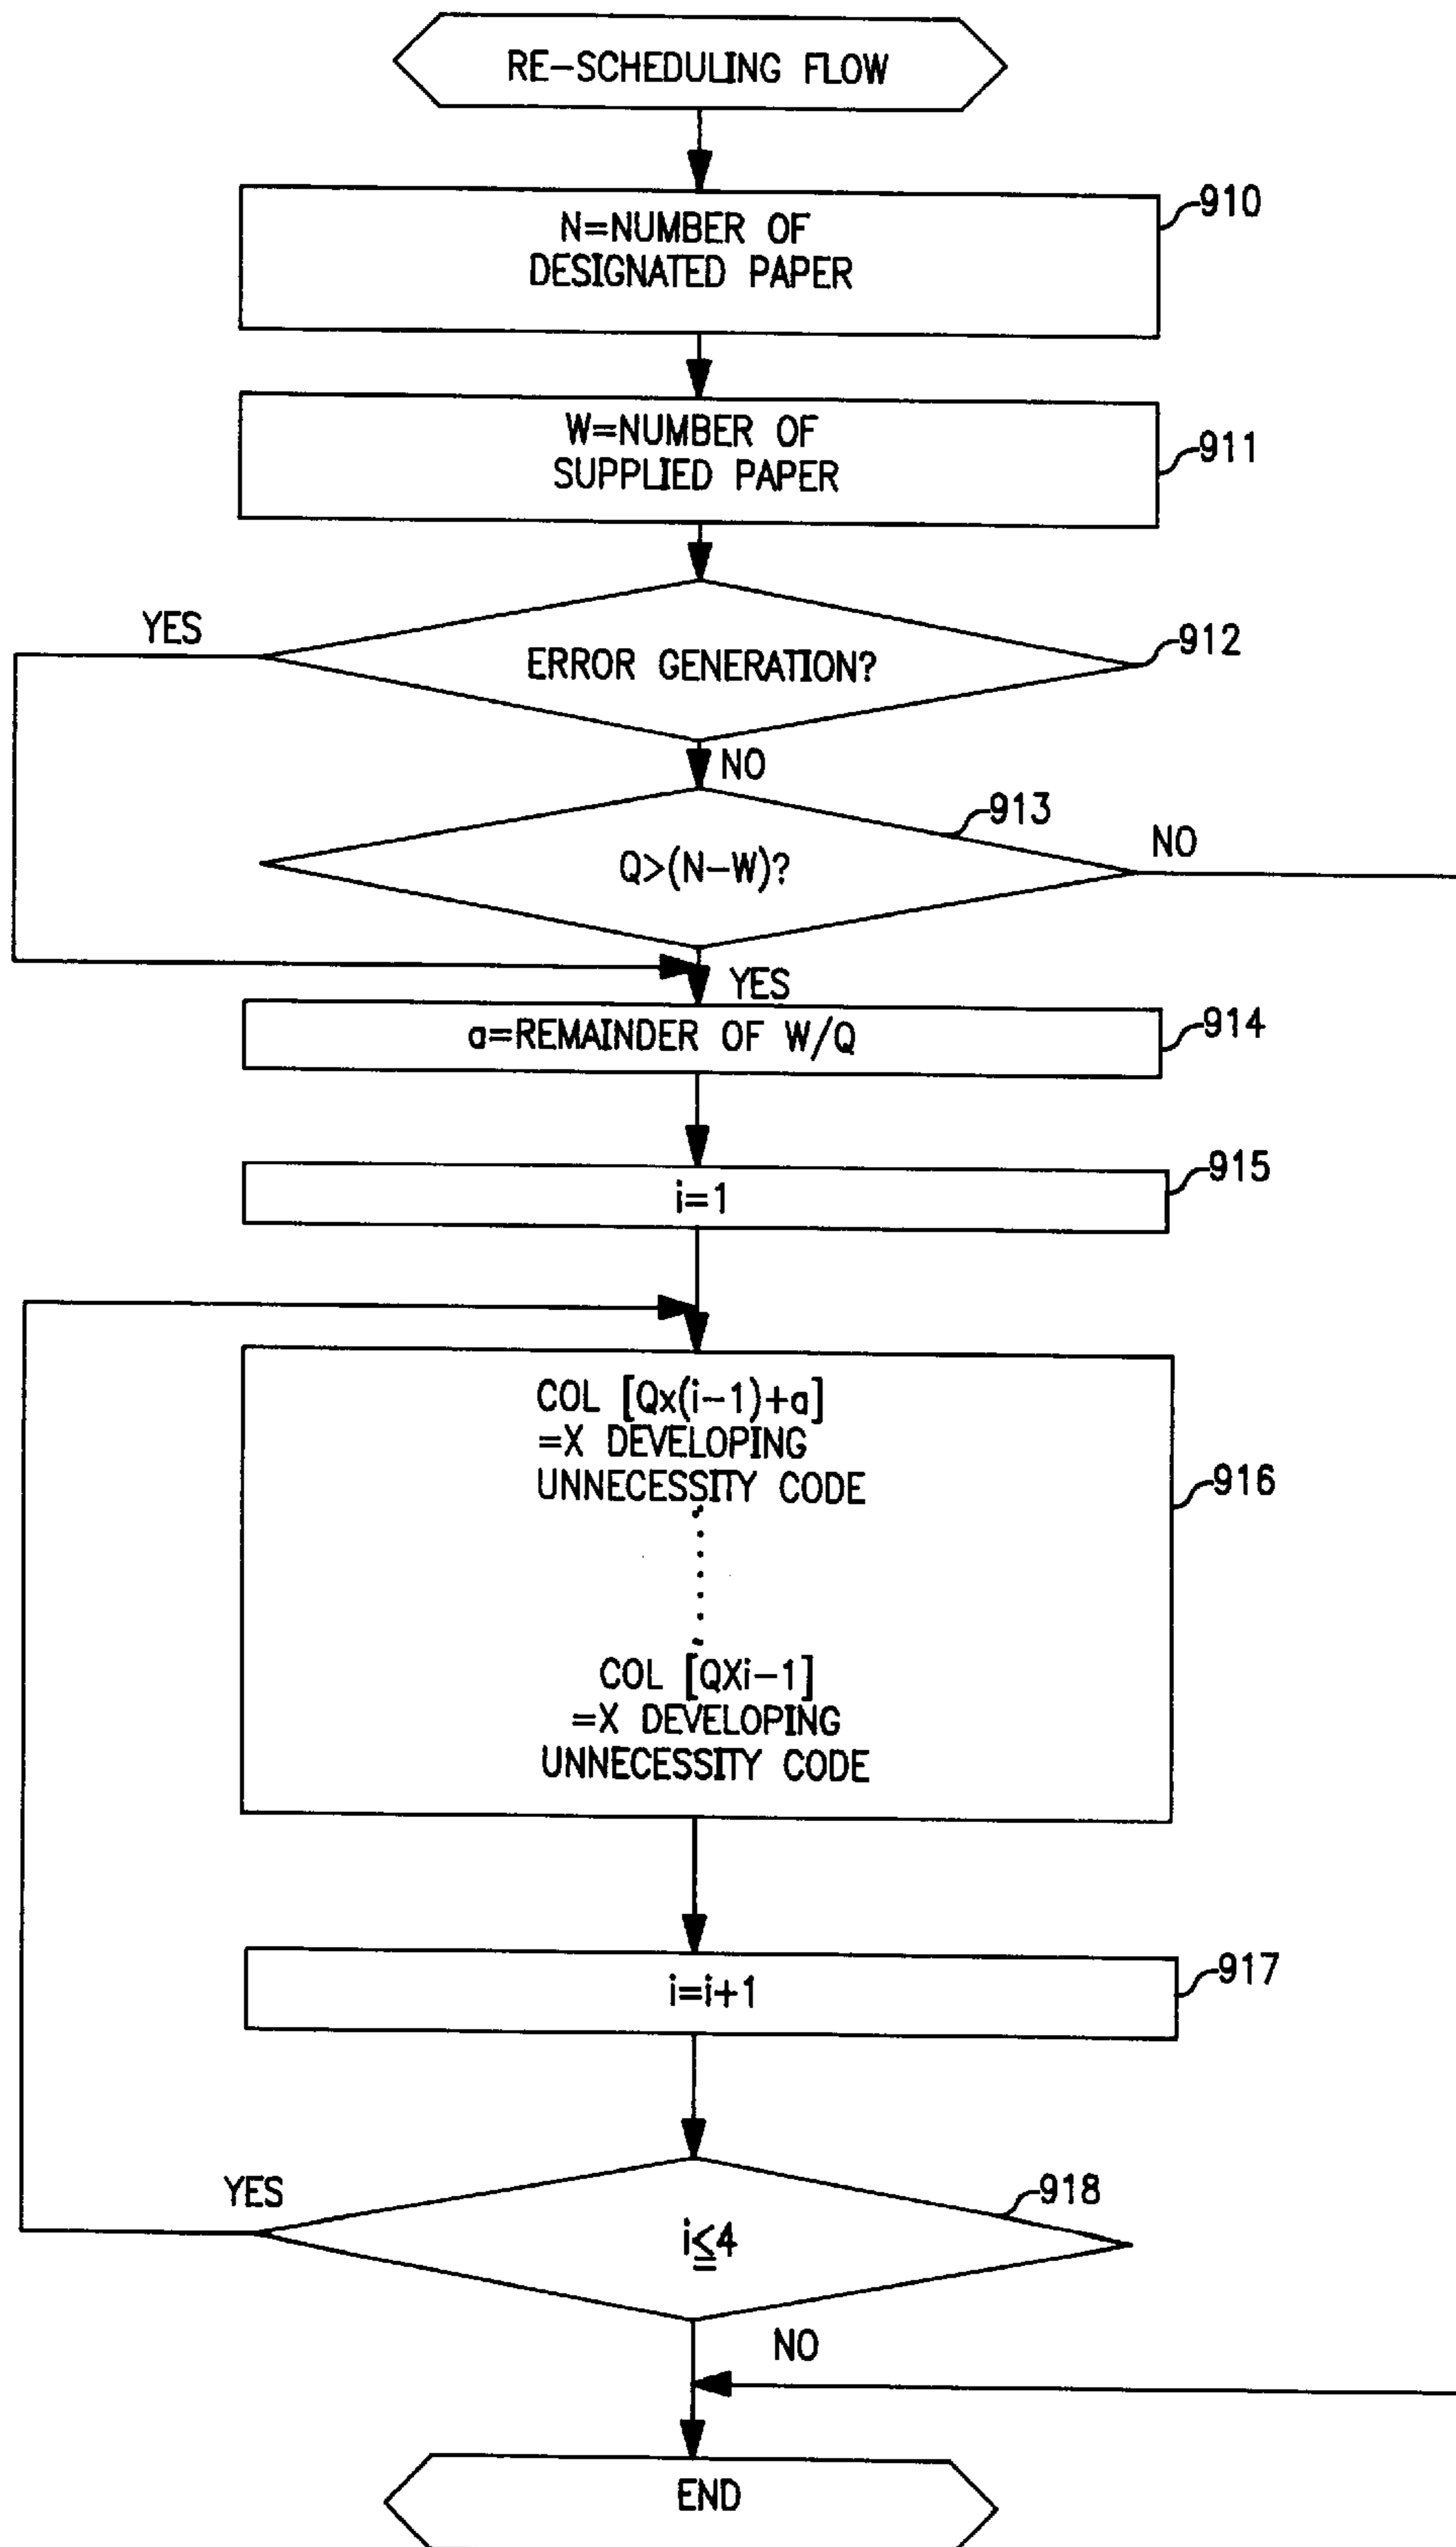 RE-SCHEDULING FLOW
N=NUMBER OF
DESIGNATED PAPER
910
W=NUMBER OF
SUPPLIED PAPER
911
YES
ERROR GENERATION?
912
NO
913
Q>(N-W)?
NO
YES
a=REMAINDER OF W/Q
914
i=1
915
COL [Qx(i-1)+a]
=X DEVELOPING
UNNECESSITY CODE
916
COL [QXi-1]
=X DEVELOPING
UNNECESSITY CODE
i=i+1
917
YES
918
i≦4
NO
END